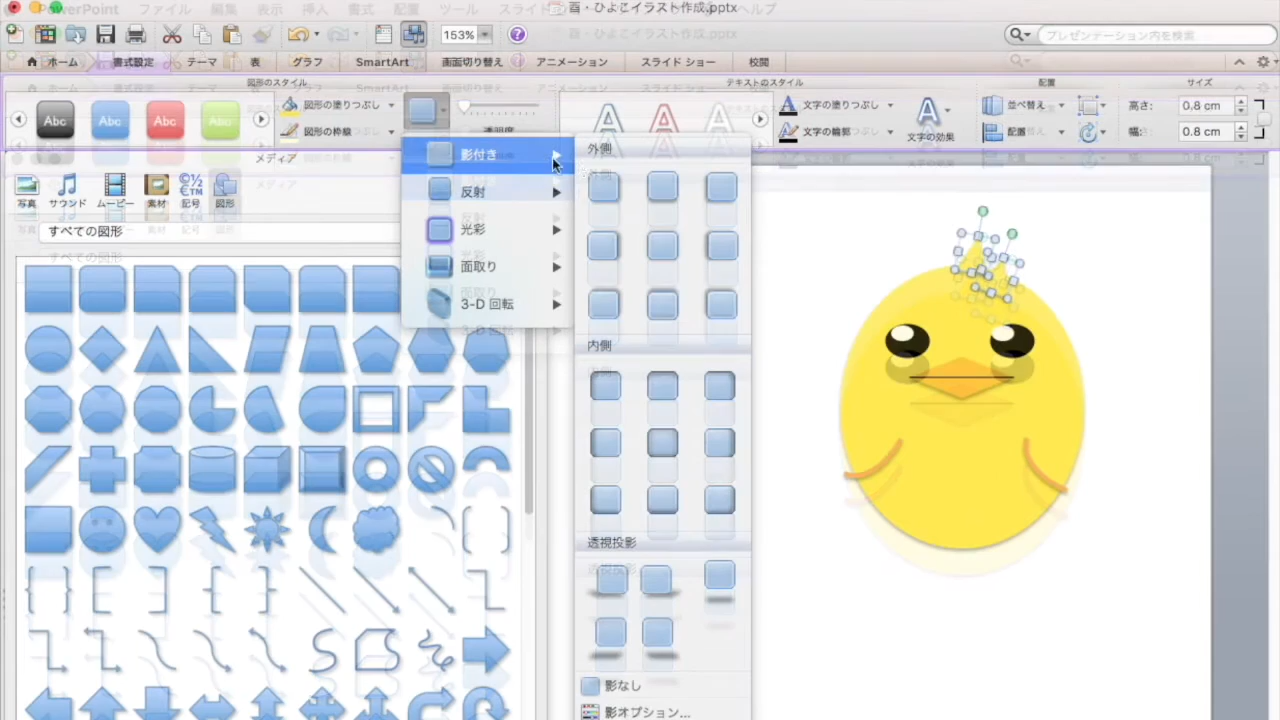 PowerPoint ファイル 編集 表示 挿入 書式 配置 ツール スライド ヘルプ
酉・ひよこイラスト作成.pptx
153%
プレゼンテーション内を検索
ホーム 書式設定 テーマ 表 グラフ SmartArt 画面切り替え アニメーション スライド ショー 校閲
図形のスタイル テキストのスタイル 配置 サイズ
Abc Abc Abc Abc
図形の塗りつぶし
図形の枠線
透明度
文字の塗りつぶし
文字の輪郭
文字の効果
並べ替え
配置
高さ: 0.8 cm
幅: 0.8 cm
メディア
写真 サウンド ムービー 素材 記号 図形
すべての図形
影付き
反射
光彩
面取り
3-D 回転
外側
内側
透視投影
影なし
影オプション...